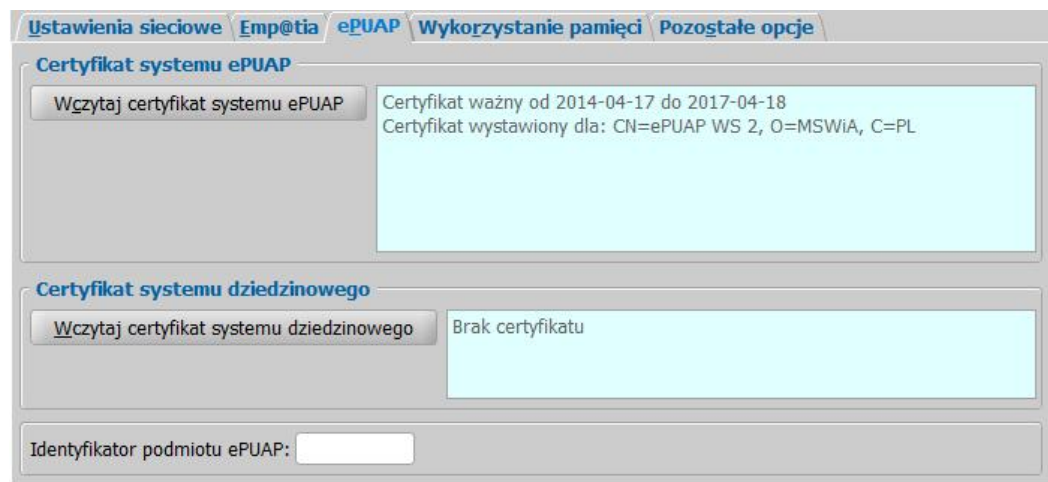 Ustawienia sieciowe Emp@tia ePUAP Wykorzystanie pamięci Pozostałe opcje
Certyfikat systemu ePUAP
Wczytaj certyfikat systemu ePUAP
Certyfikat ważny od 2014-04-17 do 2017-04-18
Certyfikat wystawiony dla: CN=ePUAP WS 2, O=MSWiA, C=PL
Certyfikat systemu dziedzinowego
Wczytaj certyfikat systemu dziedzinowego
Brak certyfikatu
Identyfikator podmiotu ePUAP: